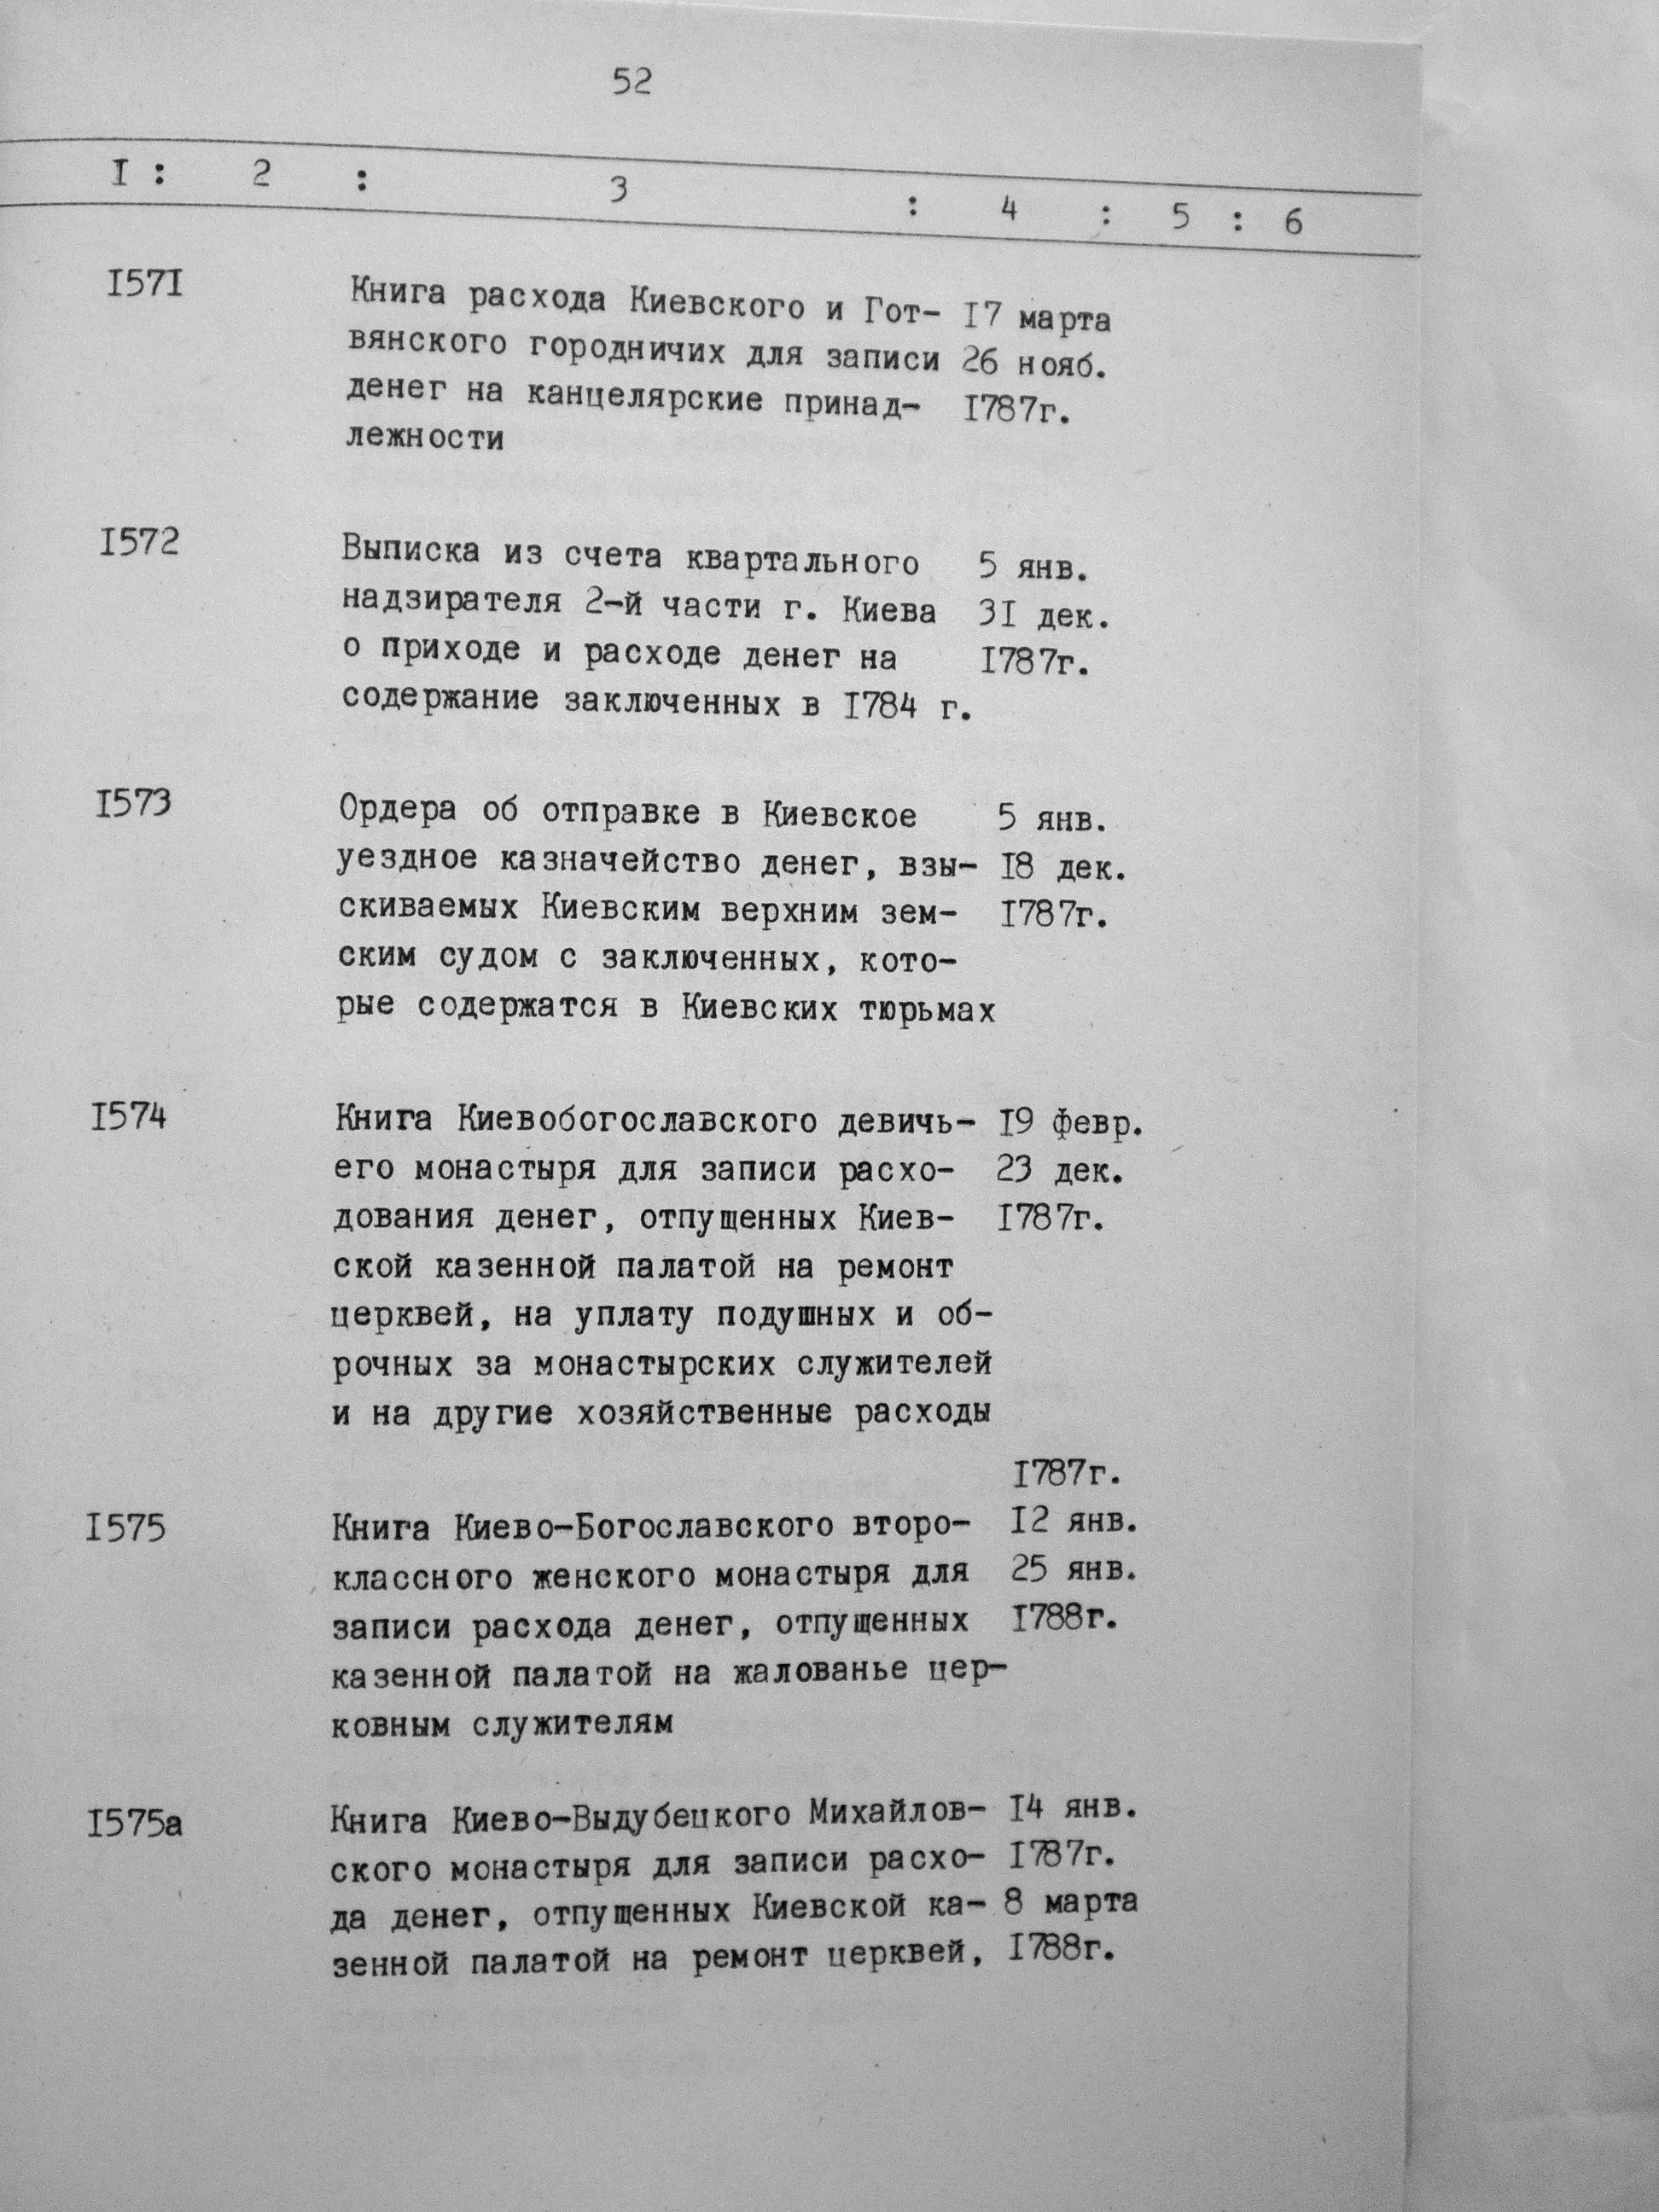 52
I : 2 : 3 : 4 : 5 : 6
I57I Книга расхода Киевского и Гот- I7 марта
вянского городничих для записи 26 нояб.
денег на канцелярские принад- I787г.
лежности
I572 Выписка из счета квартального 5 янв.
надзирателя 2-й части г. Киева 3I дек.
о приходе и расходе денег на I787г.
содержание заключенных в I784 г.
I573 Ордера об отправке в Киевское 5 янв.
уездное казначейство денег, взы- I8 дек.
скиваемых Киевским верхним зем- I787г.
ским судом с заключенных, кото-
рые содержатся в Киевских тюрьмах
I574 Книга Киевобогославского девичь- I9 февр.
его монастыря для записи расхо- 23 дек.
дования денег, отпущенных Киев- I787г.
ской казенной палатой на ремонт
церквей, на уплату подушных и об-
рочных за монастырских служителей
и на другие хозяйственные расходы
I787г.
I575 Книга Киево-Богославского второ- I2 янв.
классного женского монастыря для 25 янв.
записи расхода денег, отпущенных I788г.
казенной палатой на жалованье цер-
ковным служителям
I575а Книга Киево-Выдубецкого Михайлов- I4 янв.
ского монастыря для записи расхо- I787г.
да денег, отпущенных Киевской ка- 8 марта
зенной палатой на ремонт церквей, I788г.